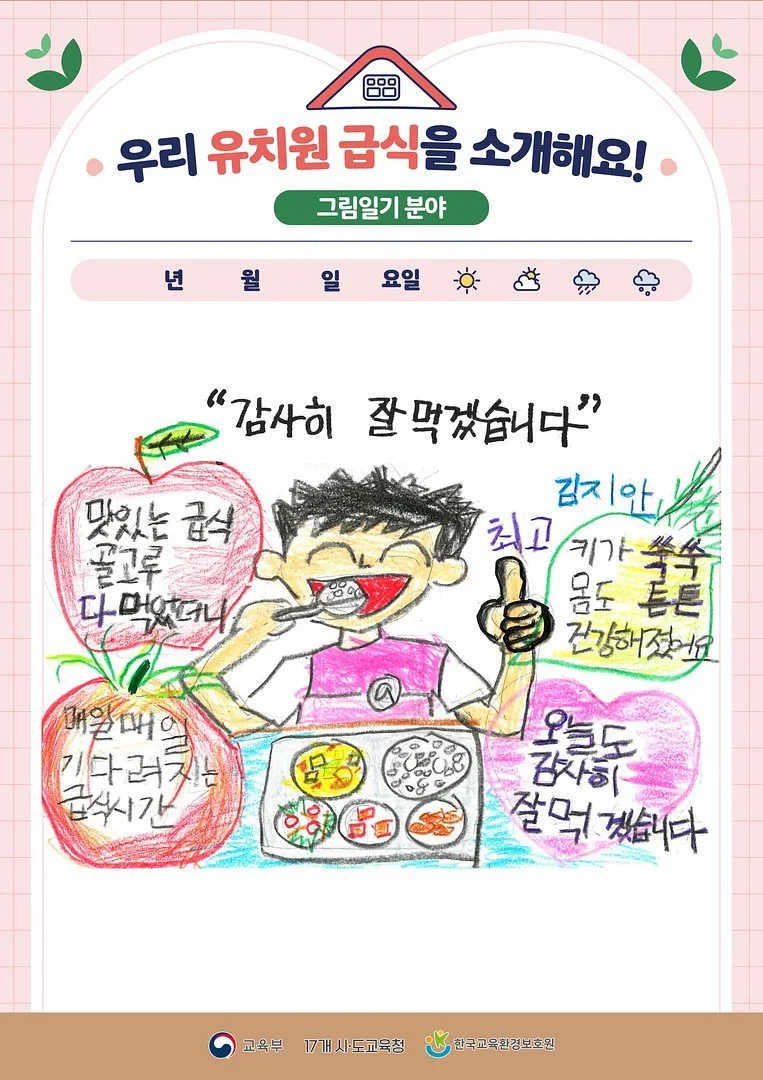 우리 유치원 급식을 소개해요!
그림일기 분야
년 월 일 요일
“감사히 잘 먹겠습니다”
맛있는 급식
골고루
다 먹었더니
최고
김지안
키가 쑥쑥
몸도 튼튼
건강해졌어요
매일매일
기다려지는
급식시간
오늘도
감사히
잘 먹겠습니다
교육부 17개 시·도교육청 한국교육환경보호원